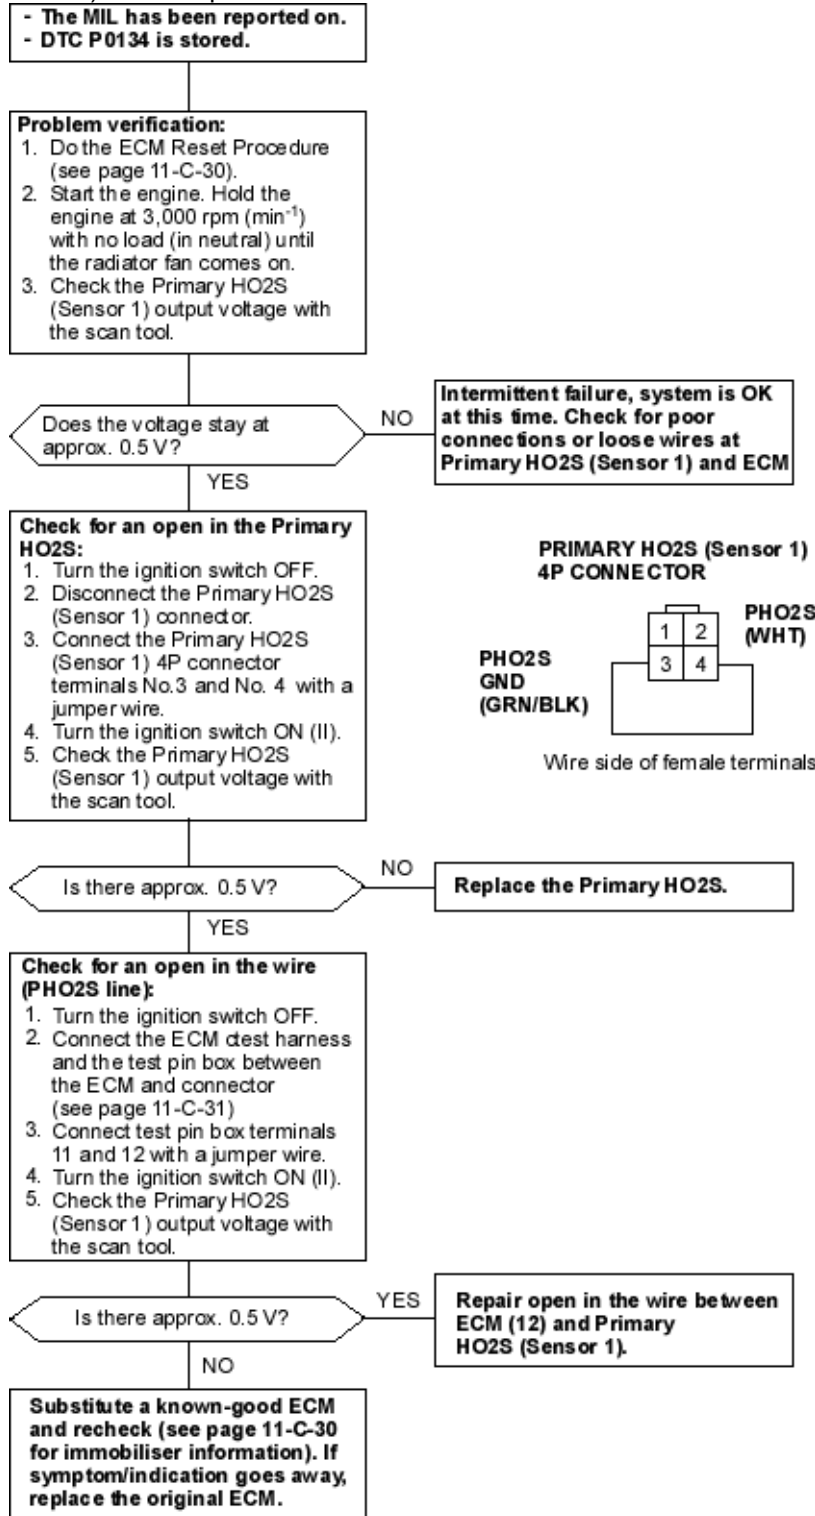 - The MIL has been reported on.
- DTC P0134 is stored.
Problem verification:
1. Do the ECM Reset Procedure
(see page 11-C-30).
2. Start the engine. Hold the
engine at 3,000 rpm (min-1)
with no load (in neutral) until
the radiator fan comes on.
3. Check the Primary HO2S
(Sensor 1) output voltage with
the scan tool.
Does the voltage stay at
approx. 0.5 V?
NO
Intermittent failure, system is OK
at this time. Check for poor
connections or loose wires at
Primary HO2S (Sensor 1) and ECM
YES
Check for an open in the Primary
HO2S:
1. Turn the ignition switch OFF.
2. Disconnect the Primary HO2S
(Sensor 1) connector.
3. Connect the Primary HO2S
(Sensor 1) 4P connector
terminals No.3 and No. 4 with a
jumper wire.
4. Turn the ignition switch ON (II).
5. Check the Primary HO2S
(Sensor 1) output voltage with
the scan tool.
PRIMARY HO2S (Sensor 1)
4P CONNECTOR
1 2
3 4
PHO2S
(WHT)
PHO2S
GND
(GRN/BLK)
Wire side of female terminals
Is there approx. 0.5 V?
NO
Replace the Primary HO2S.
YES
Check for an open in the wire
(PHO2S line):
1. Turn the ignition switch OFF.
2. Connect the ECM ctest harness
and the test pin box between
the ECM and connector
(see page 11-C-31)
3. Connect test pin box terminals
11 and 12 with a jumper wire.
4. Turn the ignition switch ON (II).
5. Check the Primary HO2S
(Sensor 1) output voltage with
the scan tool.
Is there approx. 0.5 V?
YES
Repair open in the wire between
ECM (12) and Primary
HO2S (Sensor 1).
NO
Substitute a known-good ECM
and recheck (see page 11-C-30
for immobiliser information). If
symptom/indication goes away,
replace the original ECM.